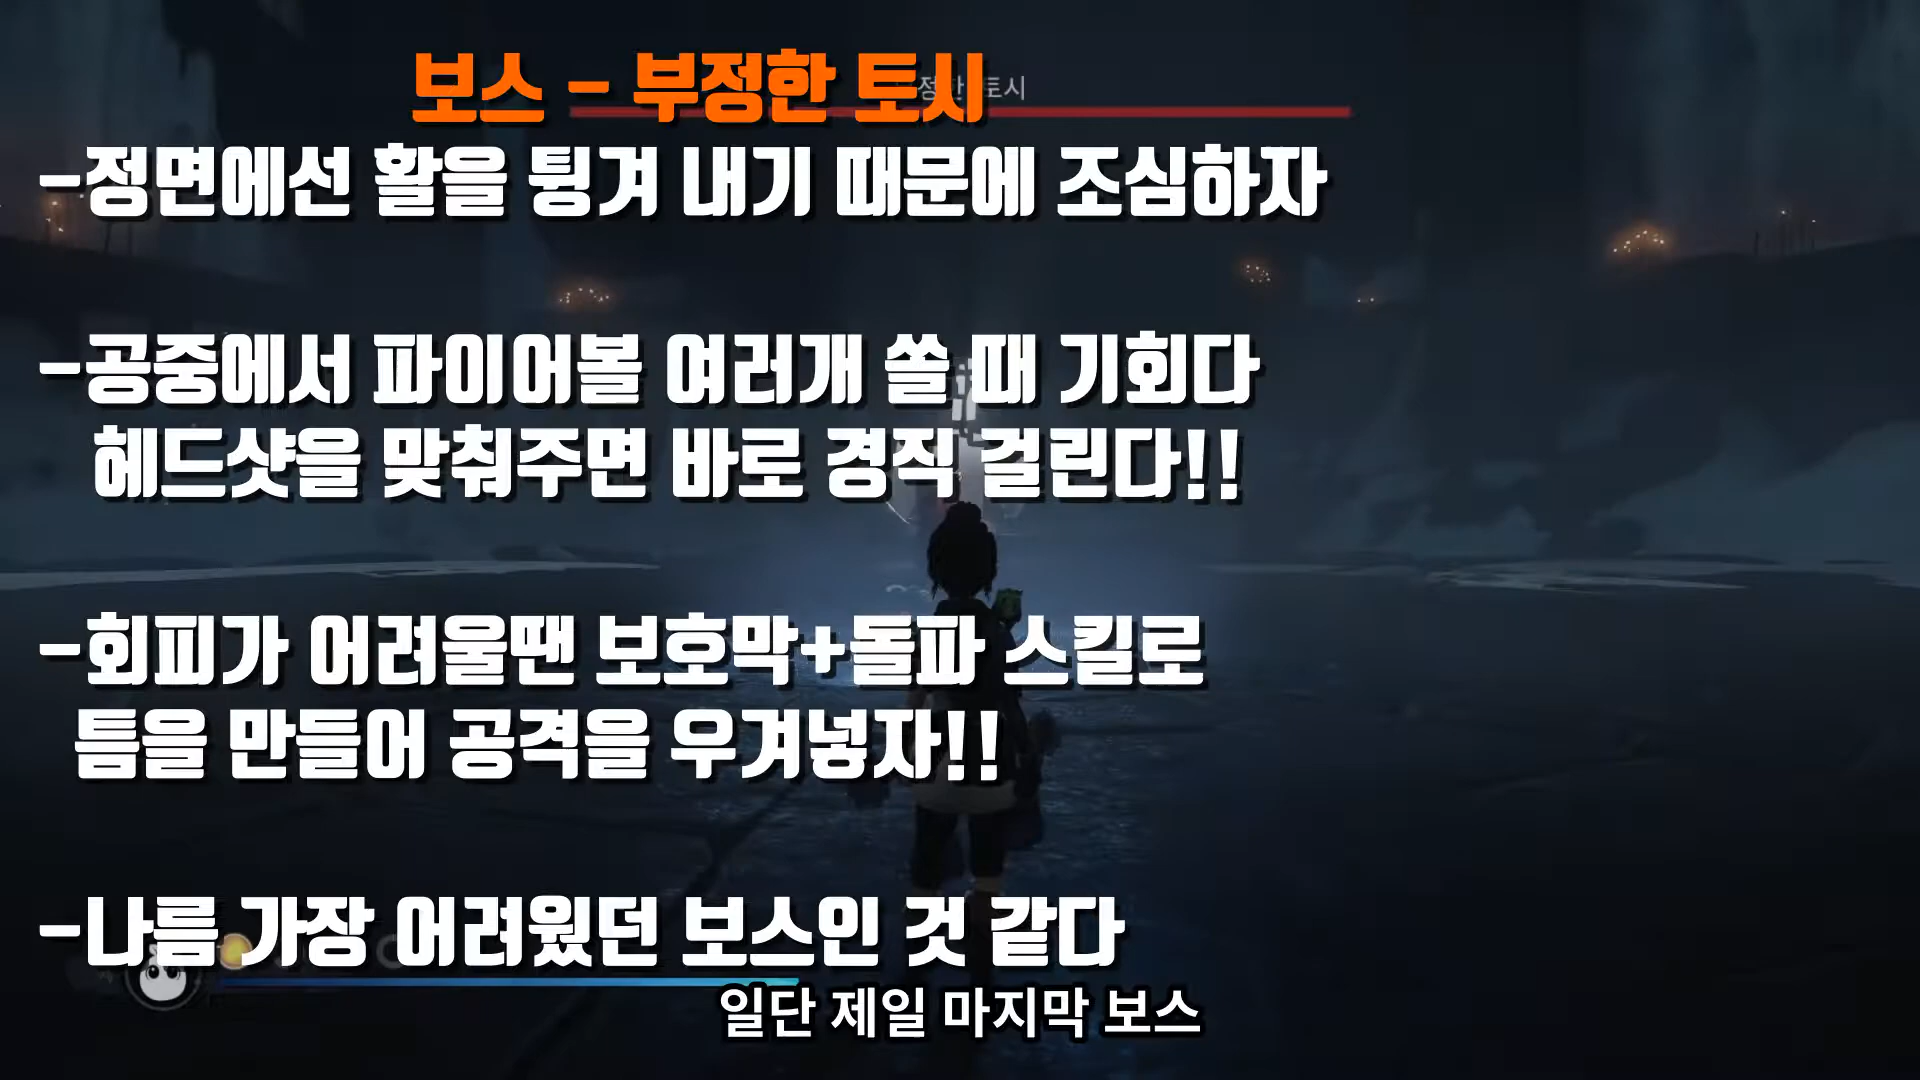 보스 - 부정한 토시
정한 토시
-정면에선 활을 튕겨 내기 때문에 조심하자
-공중에서 파이어볼 여러개 쏠 때 기회다
헤드샷을 맞춰주면 바로 경직 걸린다!!
-회피가 어려울땐 보호막+돌파 스킬로
틈을 만들어 공격을 우겨넣자!!
-나름 가장 어려웠던 보스인 것 같다
일단 제일 마지막 보스